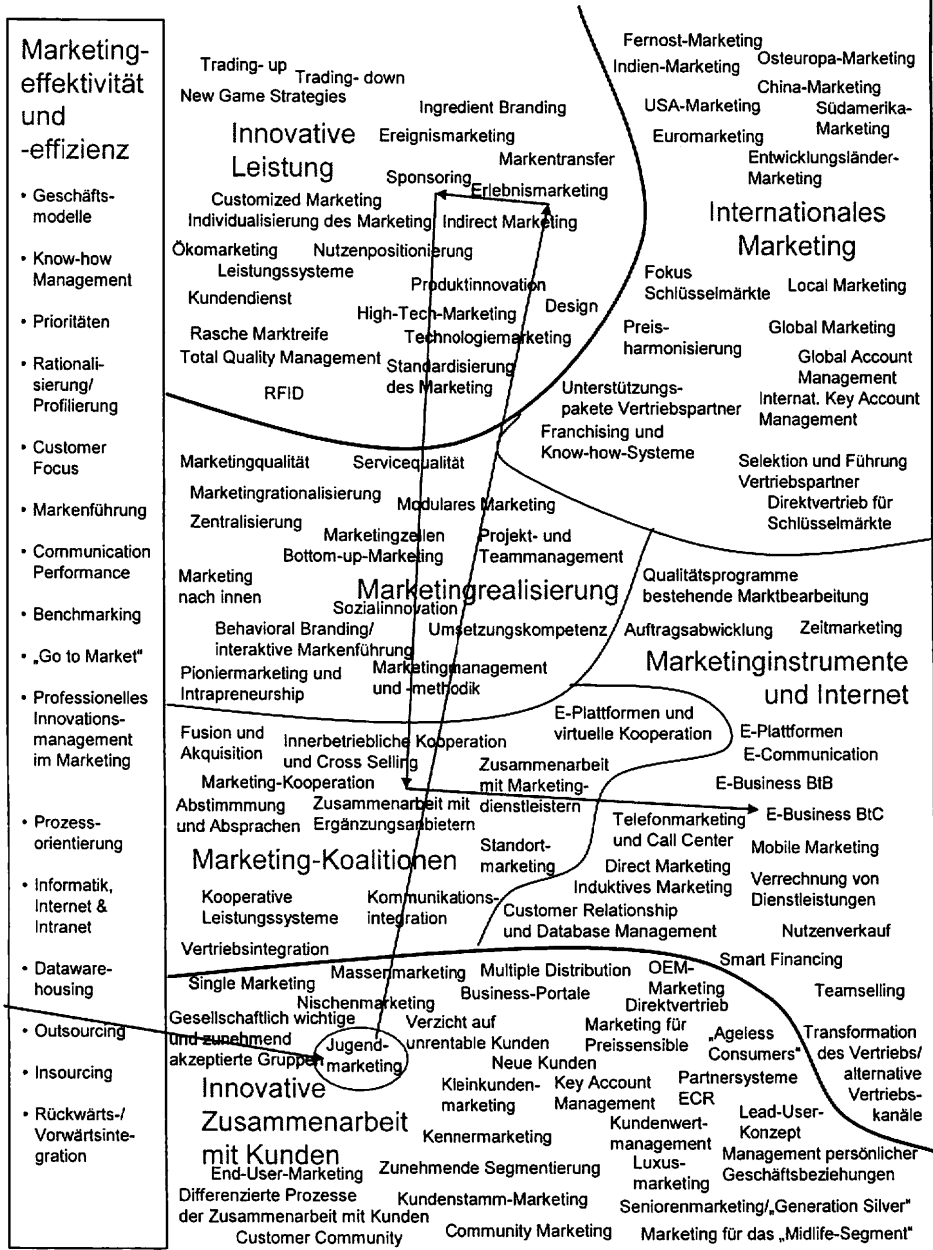 Marketing-
effektivität
und
-effizienz
• Geschäfts-
modelle
• Know-how
Management
• Prioritäten
• Rationali-
sierung/
Profilierung
• Customer
Focus
• Markenführung
• Communication
Performance
• Benchmarking
• „Go to Market"
• Professionelles
Innovations-
management
im Marketing
• Prozess-
orientierung
• Informatik,
Internet &
Intranet
• Dataware-
housing
• Outsourcing
• Insourcing
• Rückwärts-/
Vorwärtsinte-
gration
Trading- up
Trading- down
New Game Strategies
Ingredient Branding
Innovative
Leistung
Ereignismarketing
Markentransfer
Sponsoring
Erlebnismarketing
Customized Marketing
Individualisierung des Marketing
Indirect Marketing
Ökomarketing
Nutzenpositionierung
Leistungssysteme
Produktinnovation
Kundendienst
Design
High-Tech-Marketing
Rasche Marktreife
Technologiemarketing
Total Quality Management
Standardisierung
des Marketing
RFID
Fernost-Marketing
Indien-Marketing
Osteuropa-Marketing
China-Marketing
USA-Marketing
Südamerika-
Marketing
Euromarketing
Entwicklungsländer-
Marketing
Internationales
Marketing
Fokus
Schlüsselmärkte
Local Marketing
Preis-
harmonisierung
Global Marketing
Global Account
Management
Unterstützungs-
pakete Vertriebspartner
Internat. Key Account
Management
Franchising und
Know-how-Systeme
Selektion und Führung
Vertriebspartner
Direktvertrieb für
Schlüsselmärkte
Marketingqualität
Servicequalität
Marketingrationalisierung
Modulares Marketing
Zentralisierung
Marketingzellen
Projekt- und
Teammanagement
Bottom-up-Marketing
Marketing
nach innen
Marketingrealisierung
Sozialinnovation
Behavioral Branding/
interaktive Markenführung
Umsetzungskompetenz
Pioniermarketing und
Intrapreneurship
Marketingmanagement
und -methodik
Qualitätsprogramme
bestehende Marktbearbeitung
Auftragsabwicklung
Zeitmarketing
Marketinginstrumente
und Internet
E-Plattformen und
virtuelle Kooperation
E-Plattformen
E-Communication
E-Business BtB
E-Business BtC
Telefonmarketing
und Call Center
Mobile Marketing
Direct Marketing
Induktives Marketing
Verrechnung von
Dienstleistungen
Customer Relationship
und Database Management
Nutzenverkauf
Smart Financing
Teamselling
Transformation
des Vertriebs/
alternative
Vertriebs-
kanäle
Fusion und
Akquisition
Innerbetriebliche Kooperation
und Cross Selling
Zusammenarbeit
mit Marketing-
dienstleistern
Marketing-Kooperation
Abstimmmung
und Absprachen
Zusammenarbeit mit
Ergänzungsanbietern
Standort-
marketing
Marketing-Koalitionen
Kooperative
Leistungssysteme
Kommunikations-
integration
Vertriebsintegration
Single Marketing
Massenmarketing
Multiple Distribution
OEM-
Marketing
Nischenmarketing
Business-Portale
Direktvertrieb
Gesellschaftlich wichtige
und zunehmend
akzeptierte Gruppen
Jugend-
marketing
Verzicht auf
unrentable Kunden
Marketing für
Preissensible
„Ageless
Consumers"
Neue Kunden
Innovative
Zusammenarbeit
mit Kunden
Kleinkunden-
marketing
Key Account
Management
Partnersysteme
ECR
Kundenwert-
management
Lead-User-
Konzept
Kennermarketing
End-User-Marketing
Zunehmende Segmentierung
Luxus-
marketing
Management persönlicher
Geschäftsbeziehungen
Differenzierte Prozesse
der Zusammenarbeit mit Kunden
Kundenstamm-Marketing
Seniorenmarketing/„Generation Silver"
Customer Community
Community Marketing
Marketing für das „Midlife-Segment"